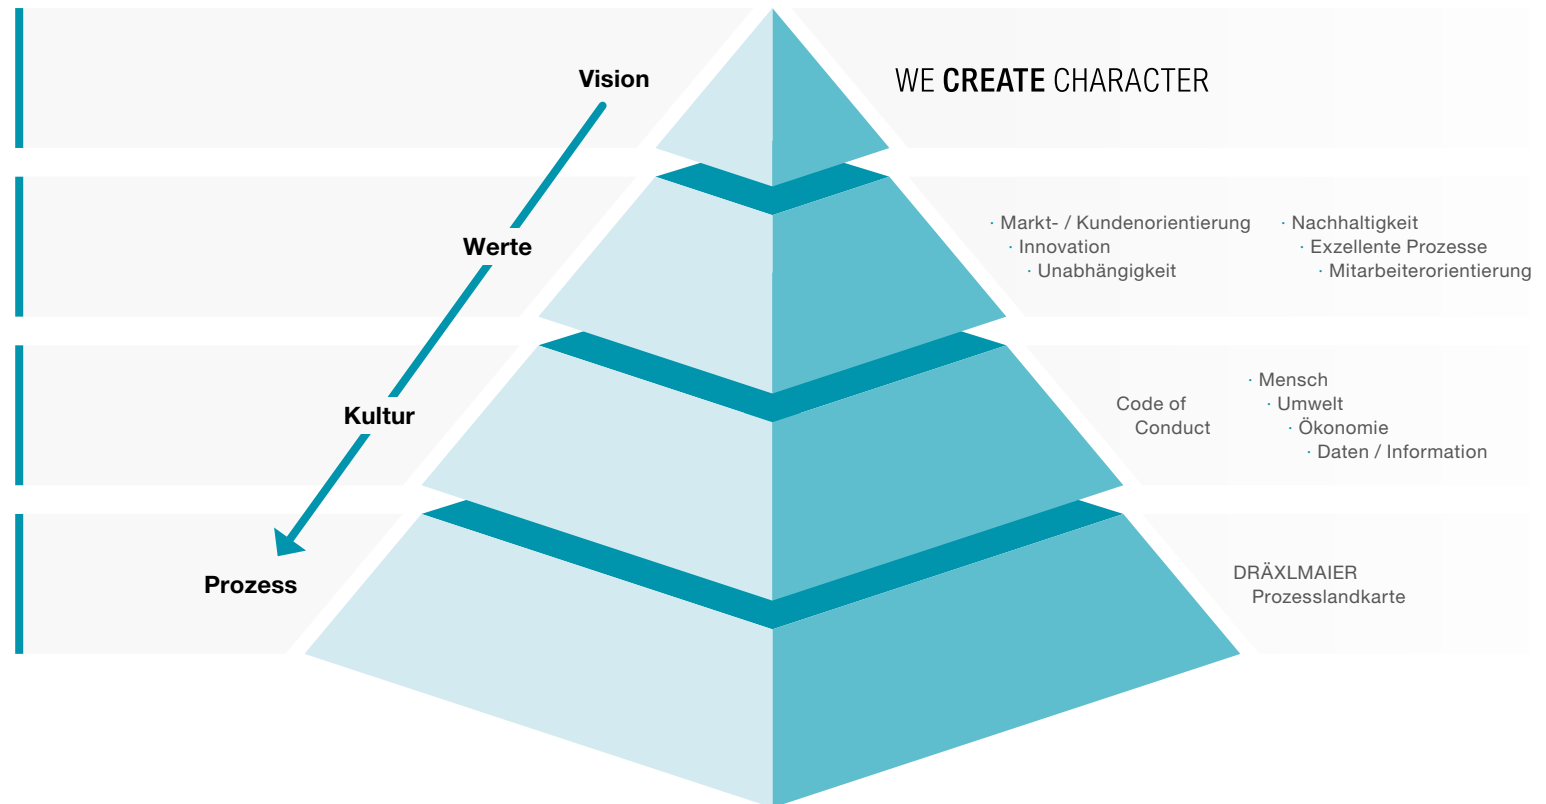 Vision
WE CREATE CHARACTER
Werte
· Markt- / Kundenorientierung
· Innovation
· Unabhängigkeit
· Nachhaltigkeit
· Exzellente Prozesse
· Mitarbeiterorientierung
Kultur
Code of
Conduct
· Mensch
· Umwelt
· Ökonomie
· Daten / Information
Prozess
DRÄXLMAIER
Prozesslandkarte